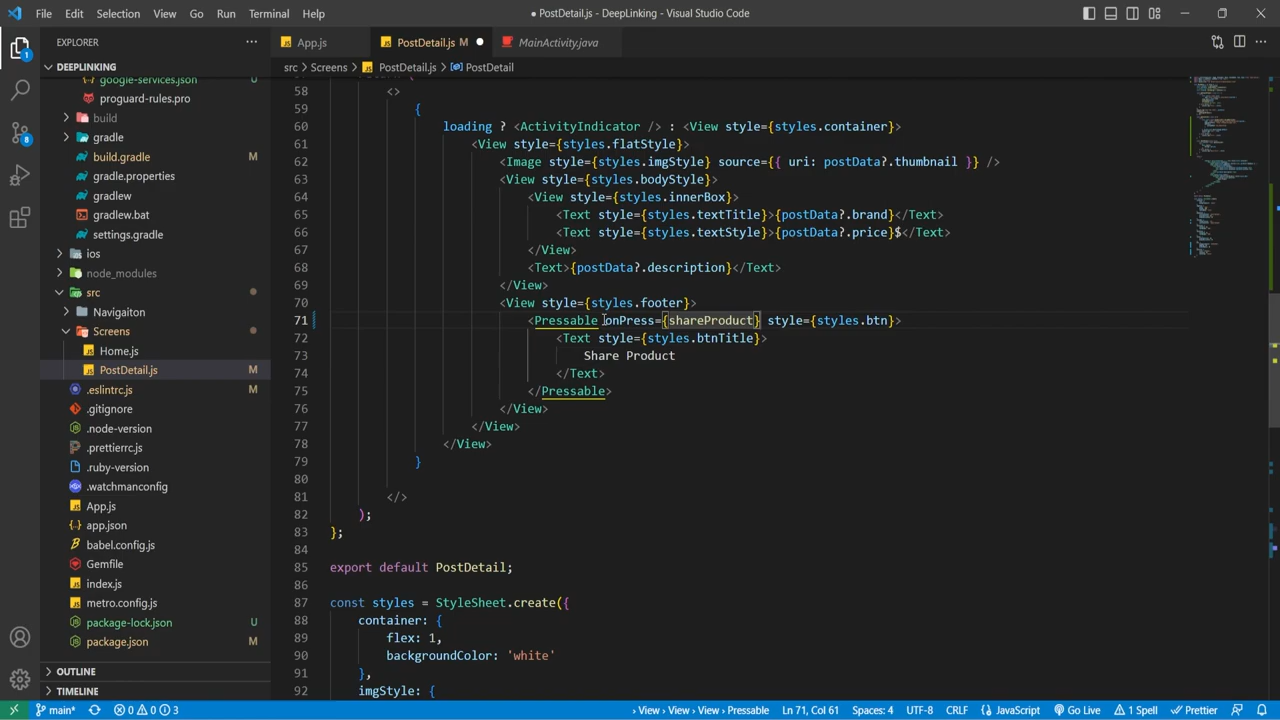 File Edit Selection View Go Run Terminal Help
● PostDetail.js - DeepLinking - Visual Studio Code
EXPLORER
App.js
PostDetail.js M
MainActivity.java
DEEPLINKING
src > Screens > PostDetail.js > PostDetail
google-services.json U
proguard-rules.pro
build
gradle
build.gradle M
gradle.properties
gradlew
gradlew.bat
settings.gradle
ios
node_modules
src
Navigaiton
Screens
Home.js
PostDetail.js M
.eslintrc.js M
.gitignore
.node-version
.prettierrc.js
.ruby-version
.watchmanconfig
App.js
app.json
babel.config.js
Gemfile
index.js
metro.config.js
package-lock.json U
package.json M
OUTLINE
TIMELINE
1
8
58 <>
59 {
60 loading ? <ActivityIndicator /> : <View style={styles.container}>
61 <View style={styles.flatStyle}>
62 <Image style={styles.imgStyle} source={{ uri: postData?.thumbnail }} />
63 <View style={styles.bodyStyle}>
64 <View style={styles.innerBox}>
65 <Text style={styles.textTitle}>{postData?.brand}</Text>
66 <Text style={styles.textStyle}>{postData?.price}$</Text>
67 </View>
68 <Text>{postData?.description}</Text>
69 </View>
70 <View style={styles.footer}>
71 <Pressable onPress={shareProduct} style={styles.btn}>
72 <Text style={styles.btnTitle}>
73 Share Product
74 </Text>
75 </Pressable>
76 </View>
77 </View>
78 </View>
79 }
80
81 </>
82 );
83 };
84
85 export default PostDetail;
86
87 const styles = StyleSheet.create({
88 container: {
89 flex: 1,
90 backgroundColor: 'white'
91 },
92 imgStyle: {
main* 0 0 3 › View › View › View › Pressable Ln 71, Col 61 Spaces: 4 UTF-8 CRLF JavaScript Go Live 1 Spell Prettier